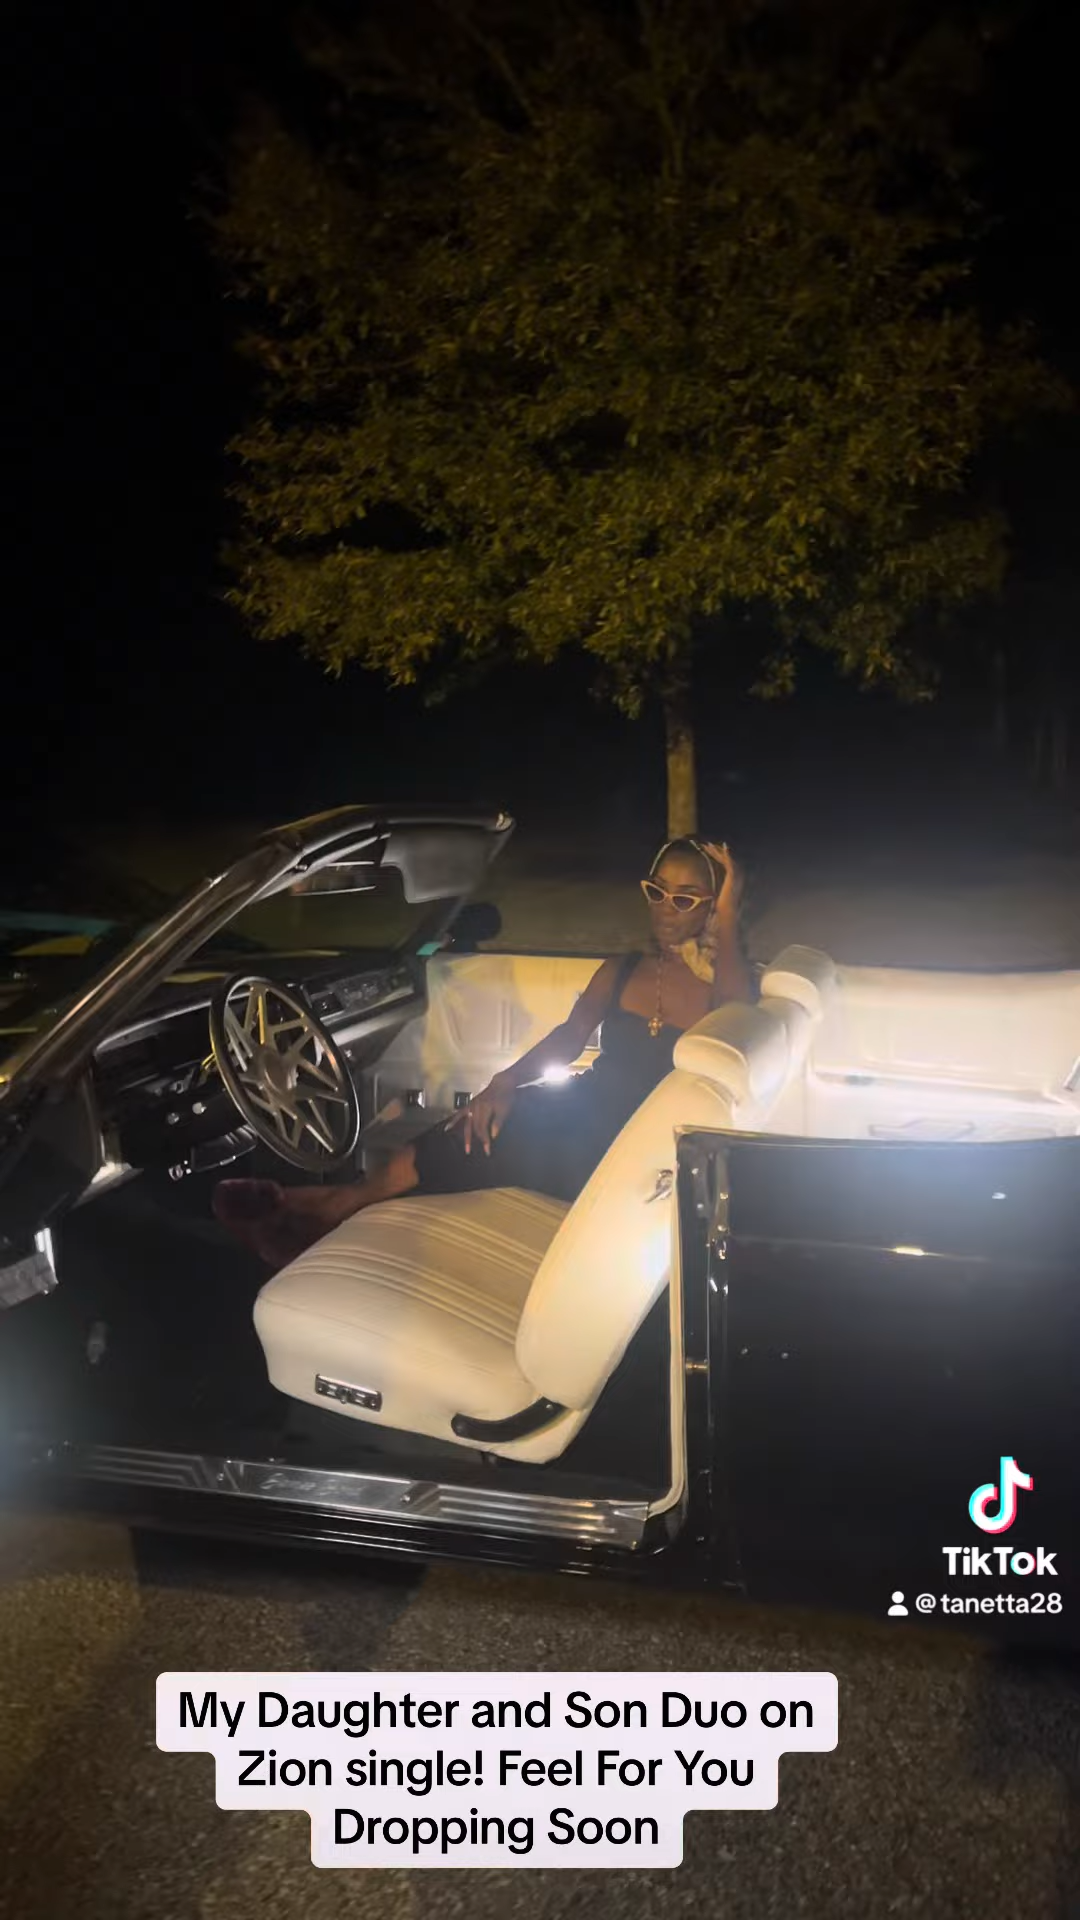 TikTok
@tanetta28
My Daughter and Son Duo on
Zion single! Feel For You
Dropping Soon